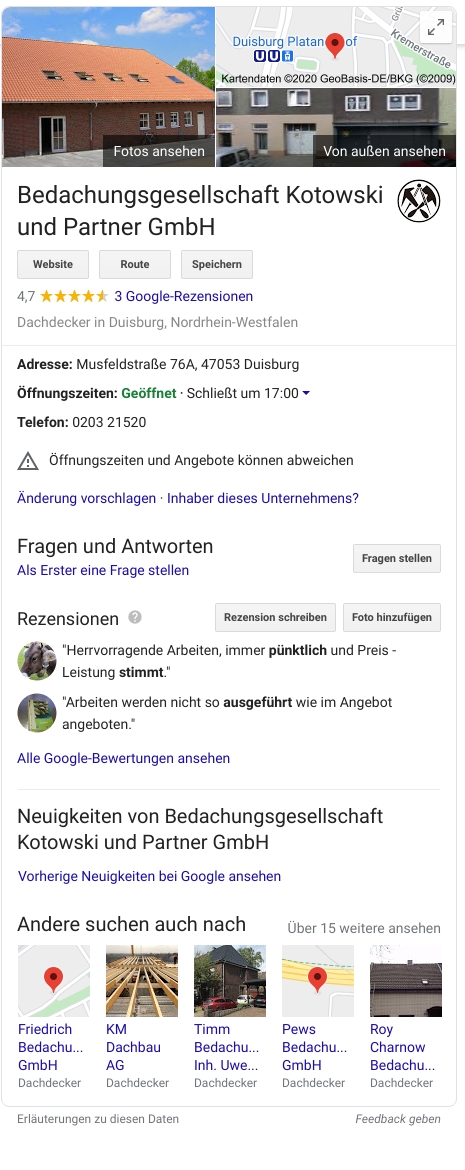 Duisburg Platan
of
Kremerstraße
Kartendaten ©2020 GeoBasis-DE/BKG (©2009)
Fotos ansehen
Von außen ansehen
Bedachungsgesellschaft Kotowski
und Partner GmbH
Website Route Speichern
4,7 3 Google-Rezensionen
Dachdecker in Duisburg, Nordrhein-Westfalen
Adresse: Musfeldstraße 76A, 47053 Duisburg
Öffnungszeiten: Geöffnet · Schließt um 17:00
Telefon: 0203 21520
Öffnungszeiten und Angebote können abweichen
Änderung vorschlagen · Inhaber dieses Unternehmens?
Fragen und Antworten
Fragen stellen
Als Erster eine Frage stellen
Rezensionen ? Rezension schreiben Foto hinzufügen
"Herrvorragende Arbeiten, immer pünktlich und Preis -
Leistung stimmt."
"Arbeiten werden nicht so ausgeführt wie im Angebot
angeboten."
Alle Google-Bewertungen ansehen
Neuigkeiten von Bedachungsgesellschaft
Kotowski und Partner GmbH
Vorherige Neuigkeiten bei Google ansehen
Andere suchen auch nach Über 15 weitere ansehen
Friedrich
Bedachu...
GmbH
Dachdecker
KM
Dachbau
AG
Dachdecker
Timm
Bedachu...
Inh. Uwe...
Dachdecker
Pews
Bedachu...
GmbH
Dachdecker
Roy
Charnow
Bedachu...
Dachdecker
Erläuterungen zu diesen Daten Feedback geben